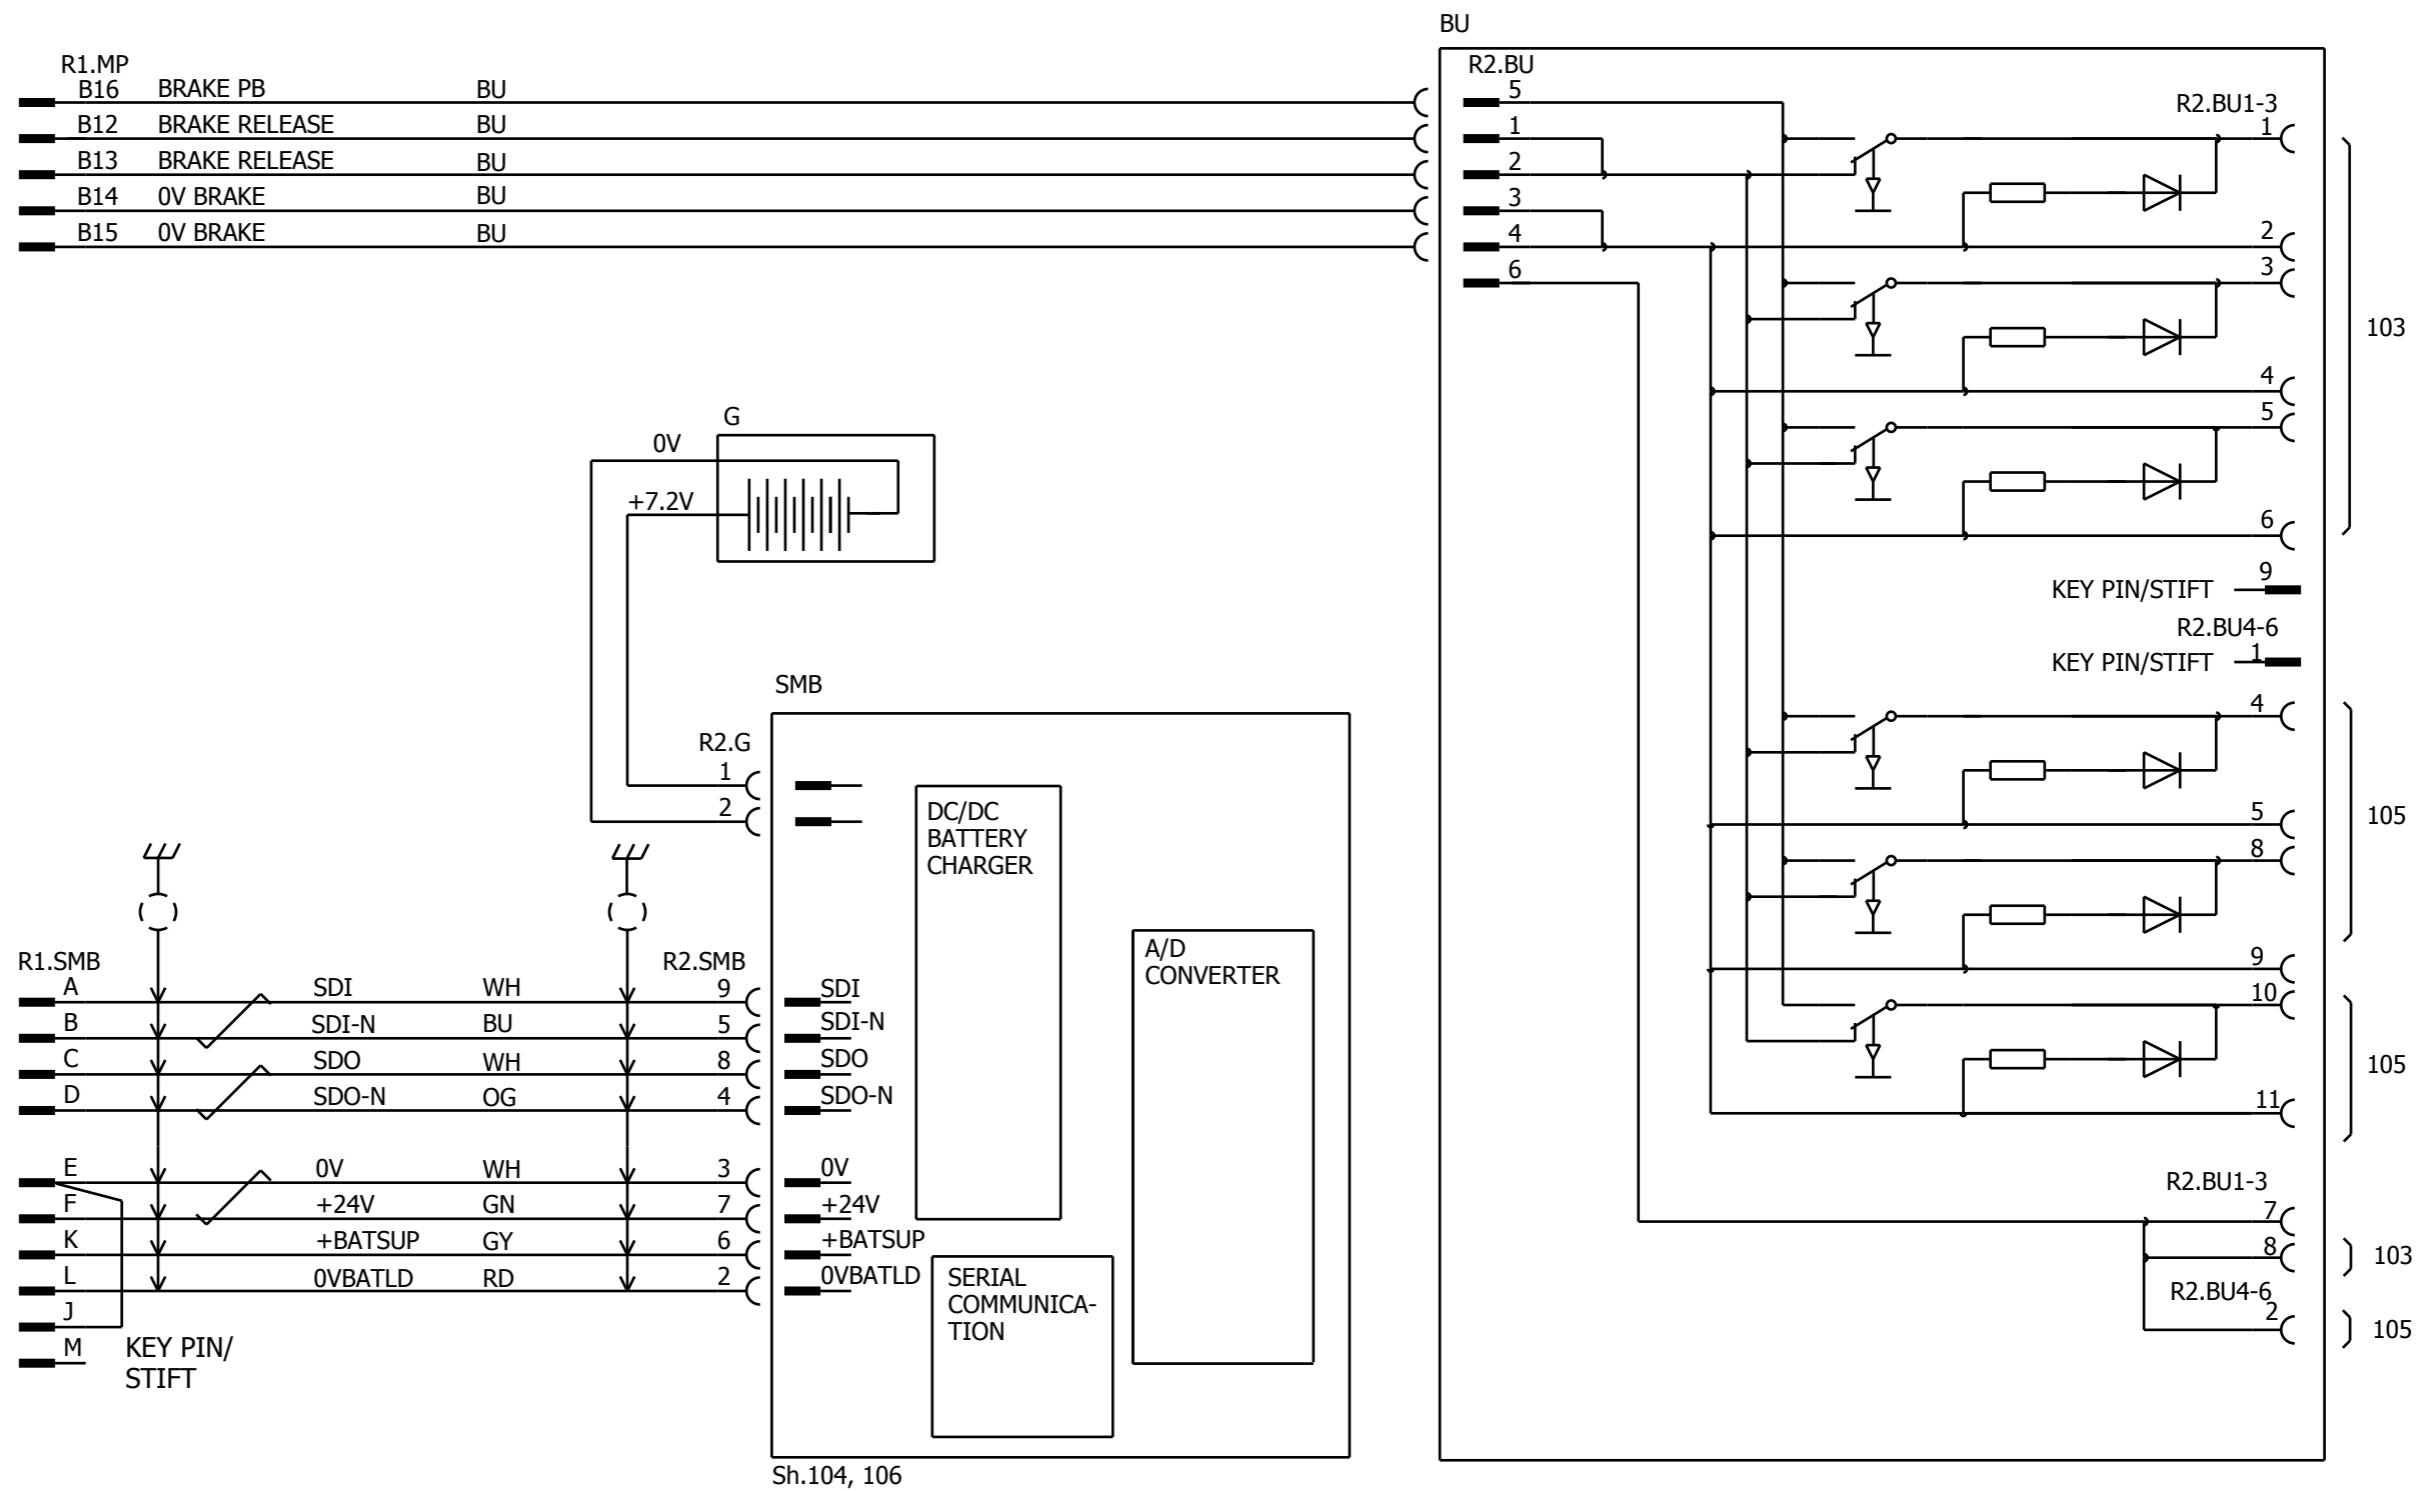 BU
R1.MP
B16 BRAKE PB BU
B12 BRAKE RELEASE BU
B13 BRAKE RELEASE BU
B14 0V BRAKE BU
B15 0V BRAKE BU
R2.BU
5
1
2
3
4
6
R2.BU1-3
1
2
3
4
5
6
103
KEY PIN/STIFT 9
R2.BU4-6
KEY PIN/STIFT 1
4
5
8
9
105
10
11
105
R2.BU1-3
7
8
103
R2.BU4-6
2
105
G
0V
+7.2V
SMB
R2.G
1
2
DC/DC
BATTERY
CHARGER
A/D
CONVERTER
SERIAL
COMMUNICA-
TION
R1.SMB
R2.SMB
A SDI WH 9 SDI
B SDI-N BU 5 SDI-N
C SDO WH 8 SDO
D SDO-N OG 4 SDO-N
E 0V WH 3 0V
F +24V GN 7 +24V
K +BATSUP GY 6 +BATSUP
L 0VBATLD RD 2 0VBATLD
J
M KEY PIN/
STIFT
Sh.104, 106